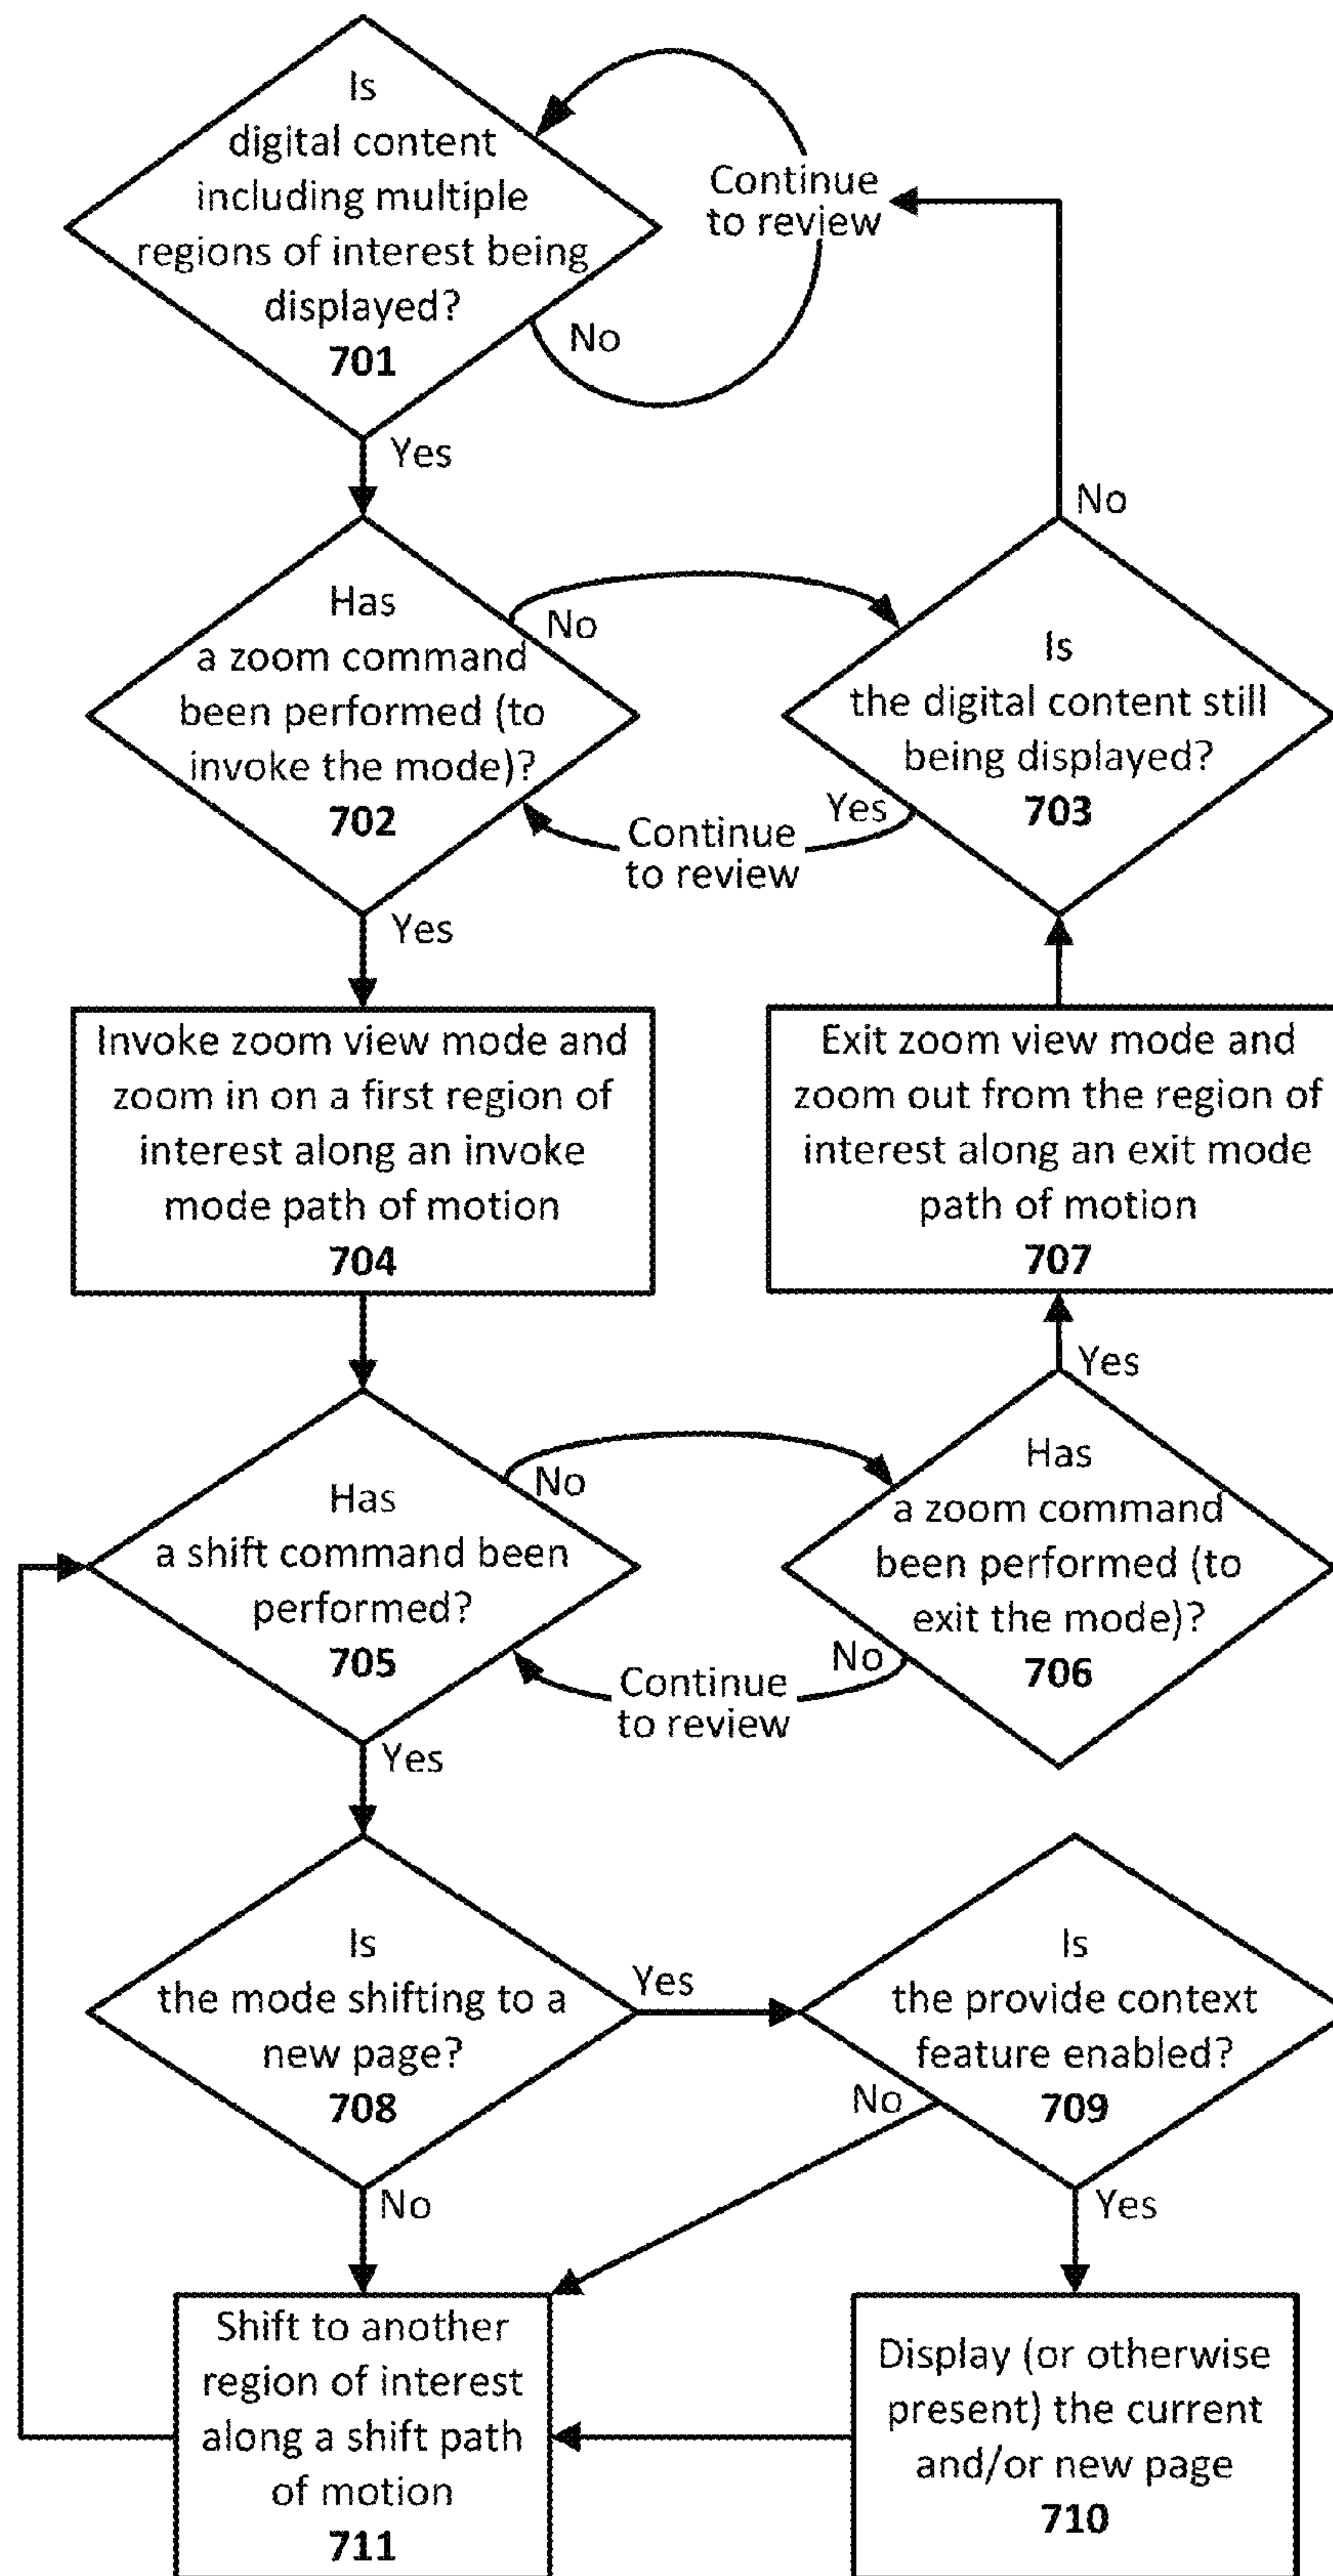 Is
digital content
including multiple
regions of interest being
displayed?
701
Continue
to review
No
Yes
No
Has
a zoom command
been performed (to
invoke the mode)?
702
No
Is
the digital content still
being displayed?
703
Yes
Continue
to review
Yes
Invoke zoom view mode and
zoom in on a first region of
interest along an invoke
mode path of motion
704
Exit zoom view mode and
zoom out from the region of
interest along an exit mode
path of motion
707
Yes
Has
a shift command been
performed?
705
No
Has
a zoom command
been performed (to
exit the mode)?
706
No
Continue
to review
Yes
Is
the mode shifting to a
new page?
708
Yes
Is
the provide context
feature enabled?
709
No
No
Yes
Shift to another
region of interest
along a shift path
of motion
711
Display (or otherwise
present) the current
and/or new page
710